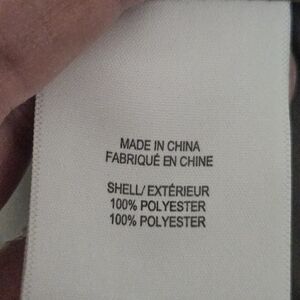 MADE IN CHINA
FABRIQUÉ EN CHINE
SHELL/EXTÉRIEUR
100% POLYESTER
100% POLYESTER